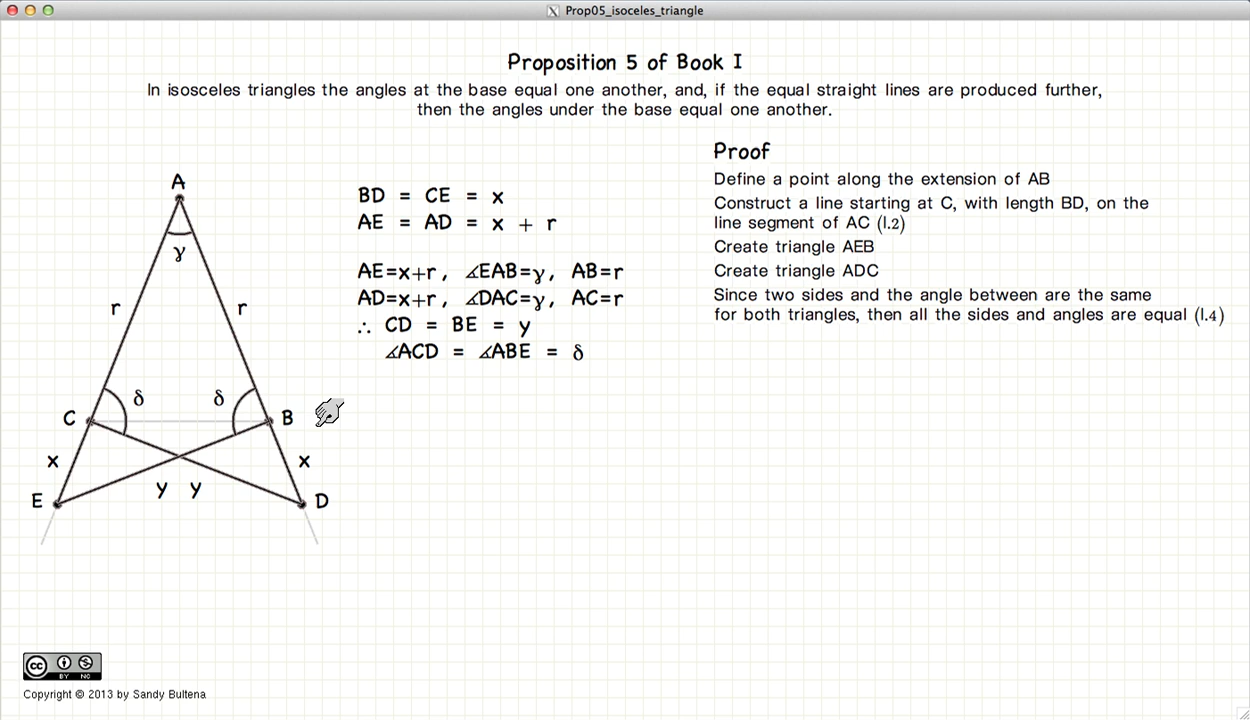 Prop05_isoceles_triangle
Proposition 5 of Book I
In isosceles triangles the angles at the base equal one another, and, if the equal straight lines are produced further,
then the angles under the base equal one another.
Proof
Define a point along the extension of AB
Construct a line starting at C, with length BD, on the
line segment of AC (I.2)
Create triangle AEB
Create triangle ADC
Since two sides and the angle between are the same
for both triangles, then all the sides and angles are equal (I.4)
BD = CE = x
AE = AD = x + r
AE=x+r, ∡EAB=γ, AB=r
AD=x+r, ∡DAC=γ, AC=r
∴ CD = BE = y
∡ACD = ∡ABE = δ
A
γ
r r
δ δ
C B
x x
y y
E D
CC
BY NC
Copyright © 2013 by Sandy Bultena